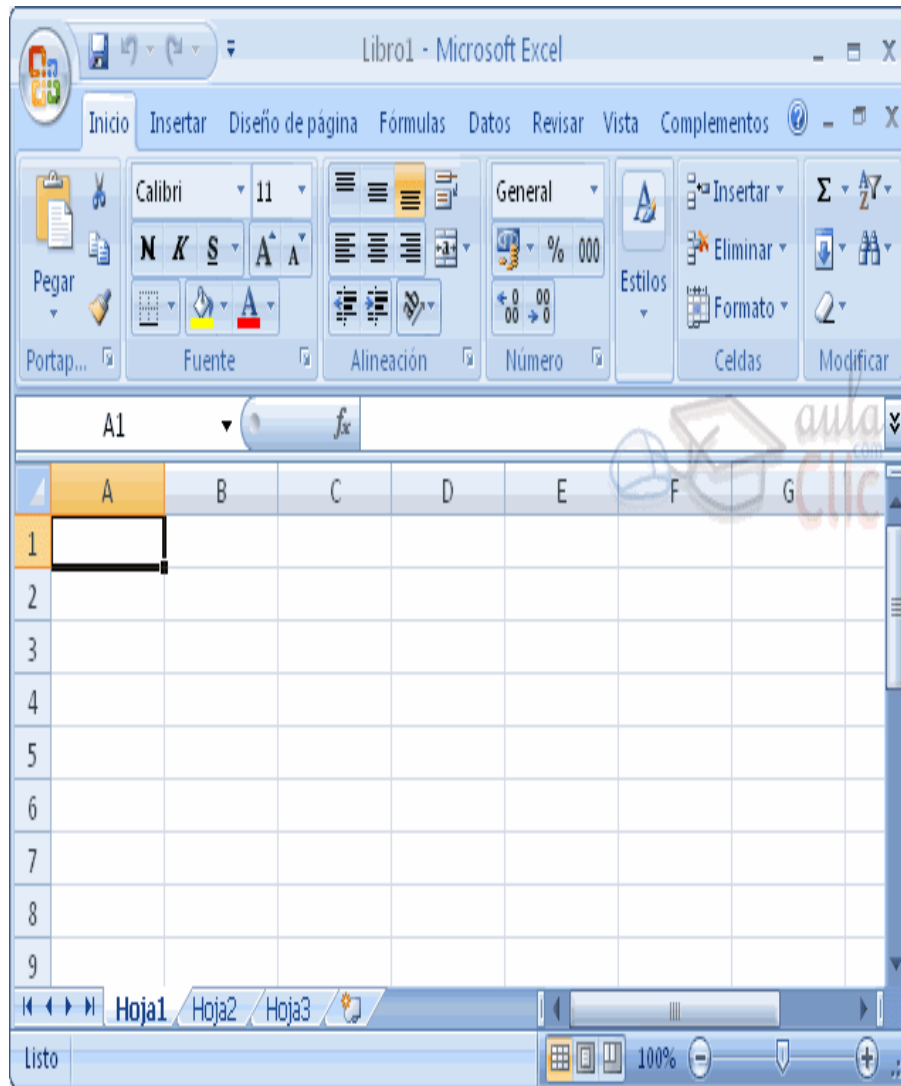 Libro1 - Microsoft Excel
Inicio Insertar Diseño de página Fórmulas Datos Revisar Vista Complementos
Calibri 11 General Insertar
N K S A A % 000 Eliminar
Pegar Estilos Formato
Portap... Fuente Alineación Número Celdas Modificar
A1 fx
aula
.com
Clic
A B C D E F G
1
2
3
4
5
6
7
8
9
Hoja1 Hoja2 Hoja3
Listo 100%